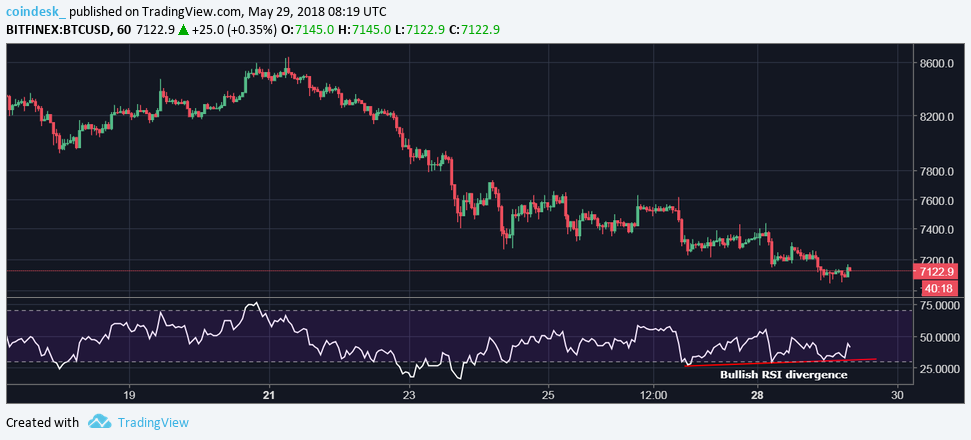 coindesk_ published on TradingView.com, May 29, 2018 08:19 UTC
BITFINEX:BTCUSD, 60 7122.9 ▲ +25.0 (+0.35%) O:7145.0 H:7145.0 L:7122.9 C:7122.9
8600.0
8200.0
7800.0
7600.0
7400.0
7200.0
7122.9
40:18
75.0000
50.0000
25.0000
Bullish RSI divergence
19 21 23 25 12:00 28 30
Created with TradingView